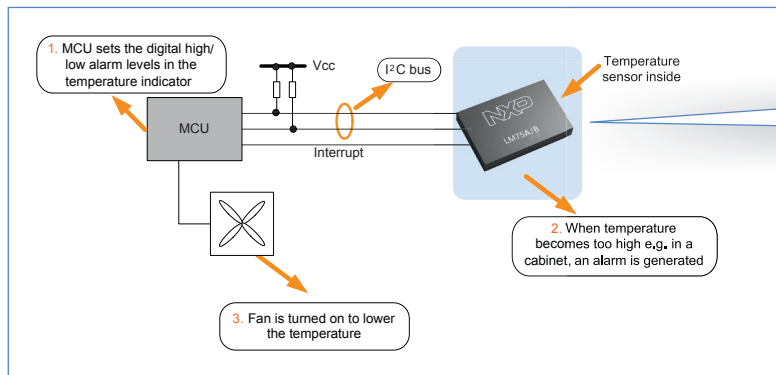 1. MCU sets the digital high/
low alarm levels in the
temperature indicator
Vcc
I²C bus
Temperature
sensor inside
NXP
LM75A/B
MCU
Interrupt
2. When temperature
becomes too high e.g. in a
cabinet, an alarm is generated
3. Fan is turned on to lower
the temperature